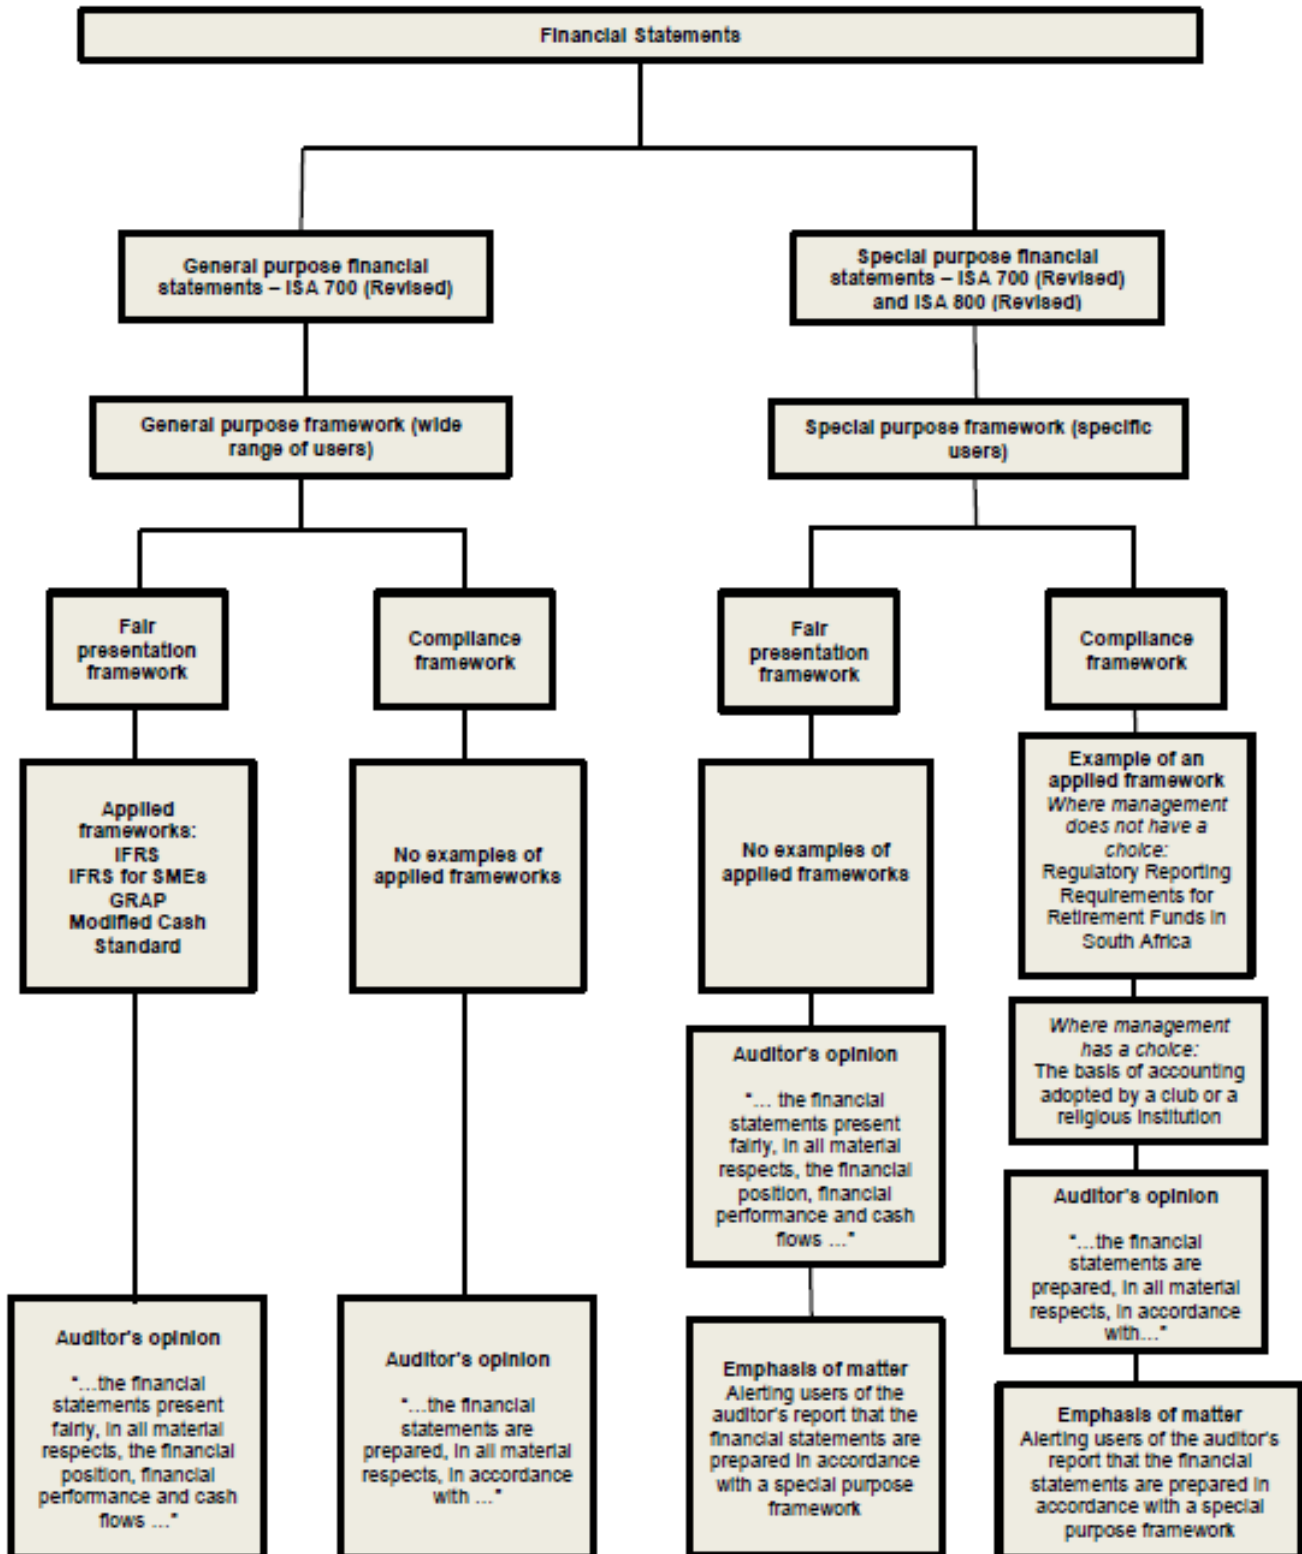 Financial Statements
General purpose financial
statements – ISA 700 (Revised)
Special purpose financial
statements – ISA 700 (Revised)
and ISA 800 (Revised)
General purpose framework (wide
range of users)
Special purpose framework (specific
users)
Fair
presentation
framework
Compliance
framework
Fair
presentation
framework
Compliance
framework
Applied
frameworks:
IFRS
IFRS for SMEs
GRAP
Modified Cash
Standard
No examples of
applied frameworks
No examples of
applied frameworks
Example of an
applied framework
Where management
does not have a
choice:
Regulatory Reporting
Requirements for
Retirement Funds in
South Africa
Where management
has a choice:
The basis of accounting
adopted by a club or a
religious institution
Auditor's opinion
"... the financial
statements present
fairly, in all material
respects, the financial
position, financial
performance and cash
flows ..."
Auditor's opinion
"...the financial
statements are
prepared, in all material
respects, in accordance
with..."
Auditor's opinion
"...the financial
statements present
fairly, in all material
respects, the financial
position, financial
performance and cash
flows ..."
Auditor's opinion
"...the financial
statements are
prepared, in all material
respects, in accordance
with ..."
Emphasis of matter
Alerting users of the
auditor's report that the
financial statements are
prepared in accordance
with a special purpose
framework
Emphasis of matter
Alerting users of the auditor's
report that the financial
statements are prepared in
accordance with a special
purpose framework